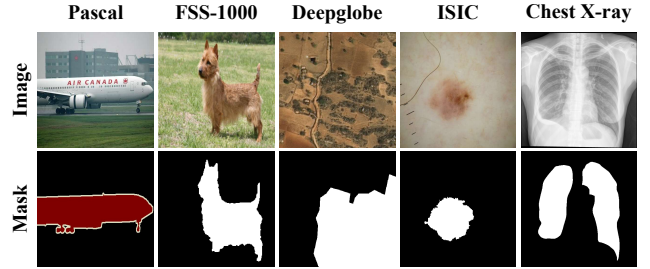 Pascal FSS-1000 Deepglobe ISIC Chest X-ray
Image
AIR CANADA
Mask